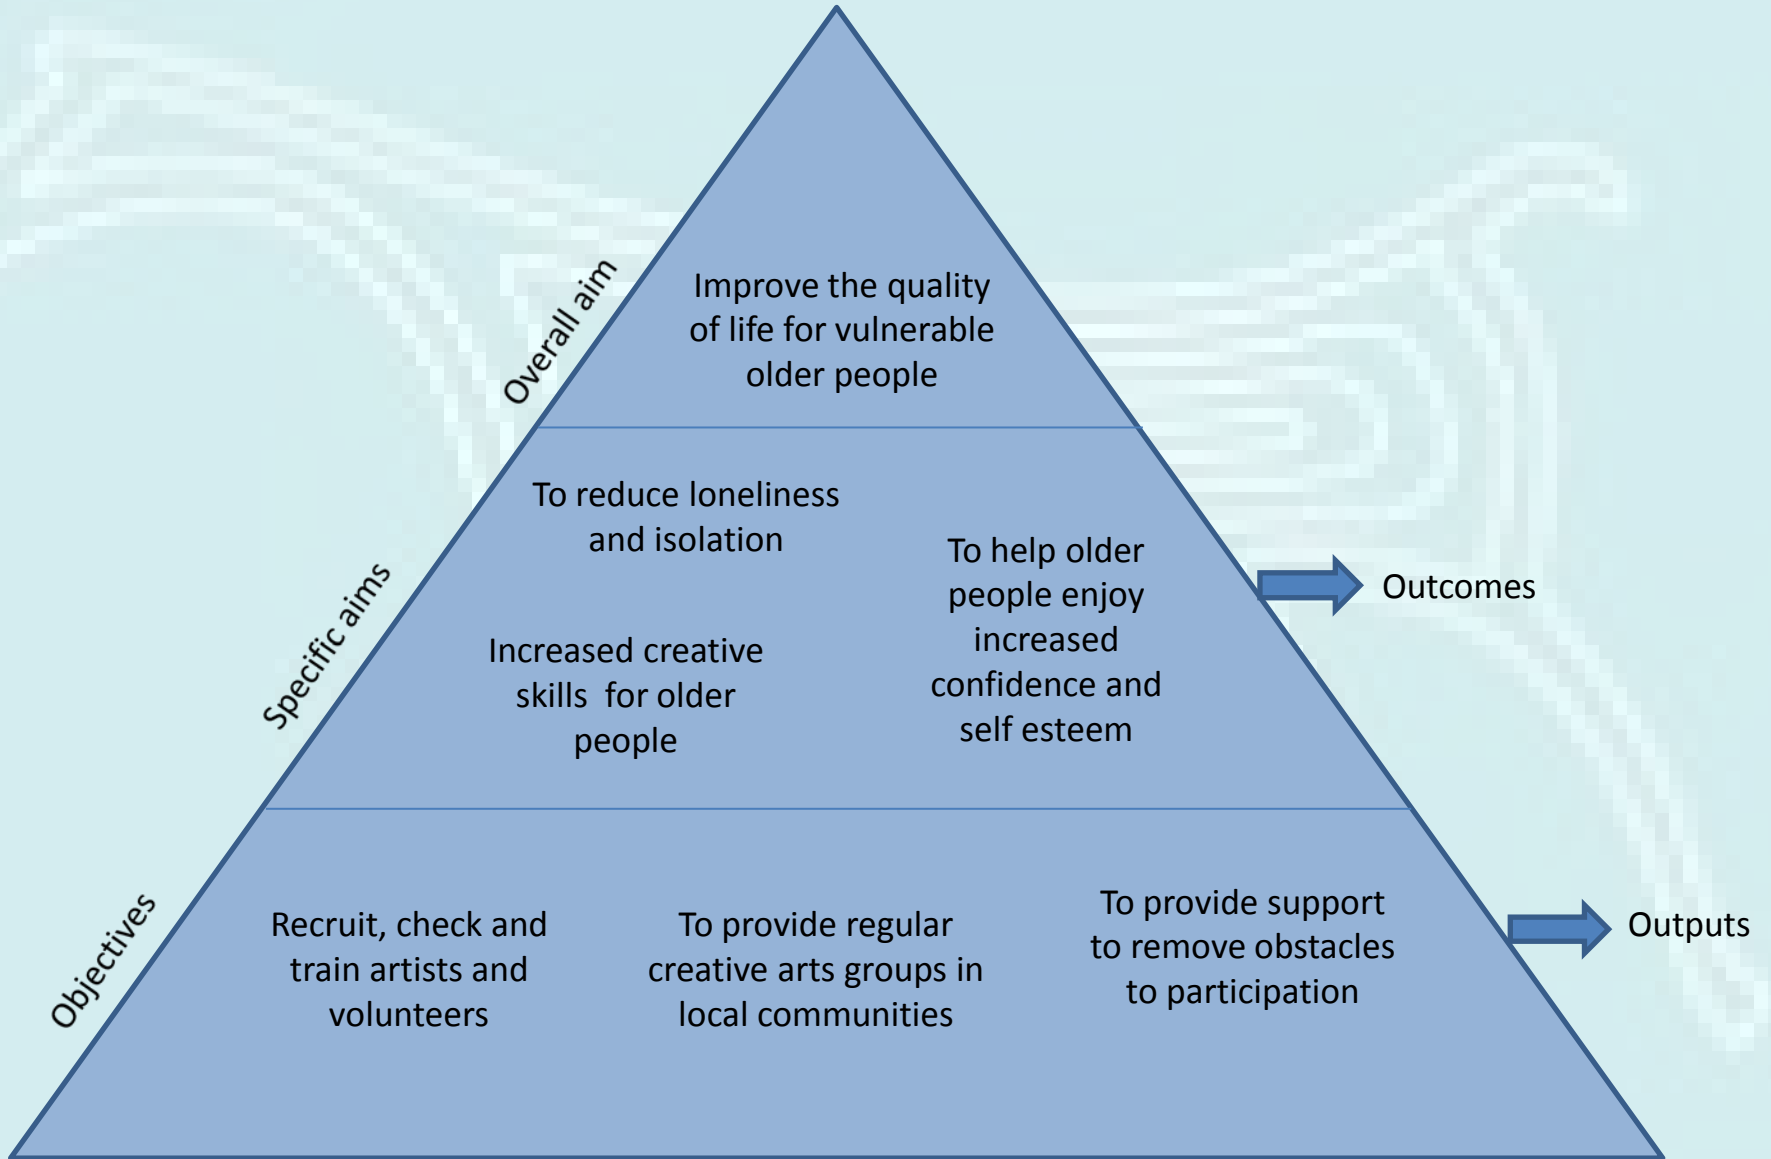 Overall aim
Improve the quality
of life for vulnerable
older people
Specific aims
To reduce loneliness
and isolation
Increased creative
skills  for older
people
To help older
people enjoy
increased
confidence and
self esteem
Outcomes
Objectives
Recruit, check and
train artists and
volunteers
To provide regular
creative arts groups in
local communities
To provide support
to remove obstacles
to participation
Outputs